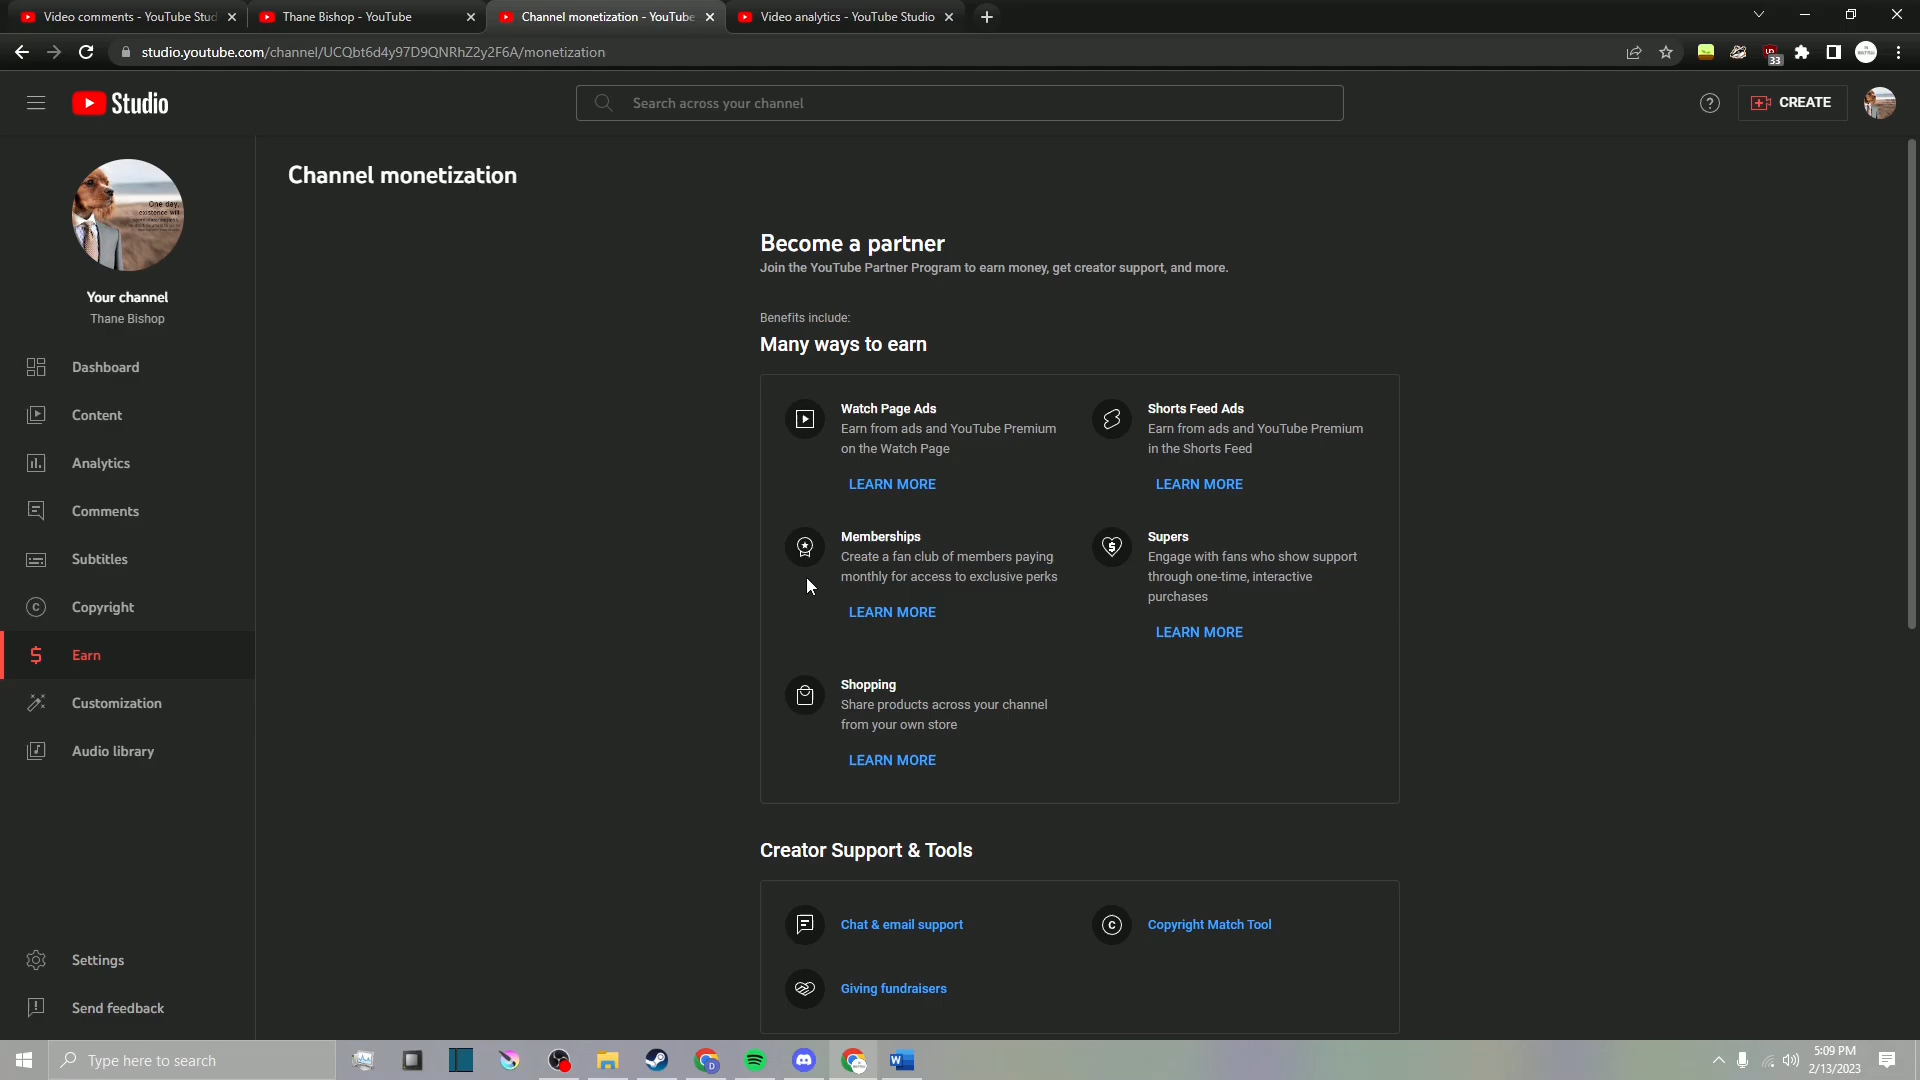 Video comments - YouTube Stud
Thane Bishop - YouTube
Channel monetization - YouTube
Video analytics - YouTube Studio
studio.youtube.com/channel/UCQbt6d4y97D9QNRhZ2y2F6A/monetization
33
Studio
Search across your channel
CREATE
One day,
existence will
Your channel
Thane Bishop
Dashboard
Content
Analytics
Comments
Subtitles
Copyright
Earn
Customization
Audio library
Settings
Send feedback
Channel monetization
Become a partner
Join the YouTube Partner Program to earn money, get creator support, and more.
Benefits include:
Many ways to earn
Watch Page Ads
Earn from ads and YouTube Premium
on the Watch Page
LEARN MORE
Shorts Feed Ads
Earn from ads and YouTube Premium
in the Shorts Feed
LEARN MORE
Memberships
Create a fan club of members paying
monthly for access to exclusive perks
LEARN MORE
Supers
Engage with fans who show support
through one-time, interactive
purchases
LEARN MORE
Shopping
Share products across your channel
from your own store
LEARN MORE
Creator Support & Tools
Chat & email support
Copyright Match Tool
Giving fundraisers
Type here to search
5:09 PM
2/13/2023